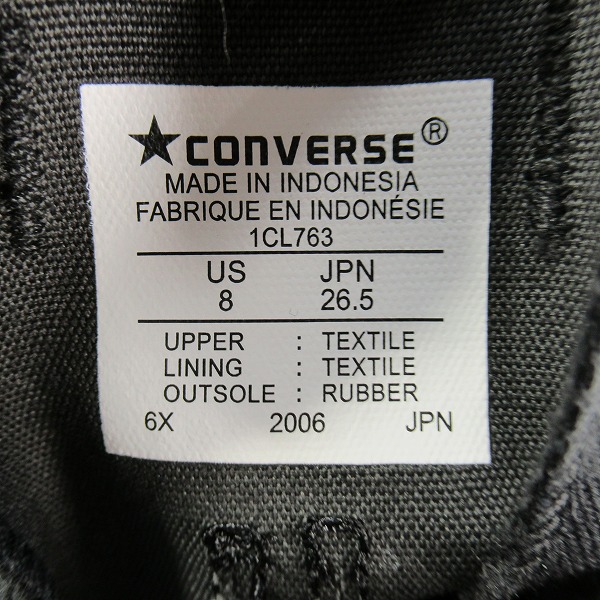 ★CONVERSE®
MADE IN INDONESIA
FABRIQUE EN INDONÉSIE
1CL763
US JPN
8 26.5
UPPER : TEXTILE
LINING : TEXTILE
OUTSOLE : RUBBER
6X 2006 JPN